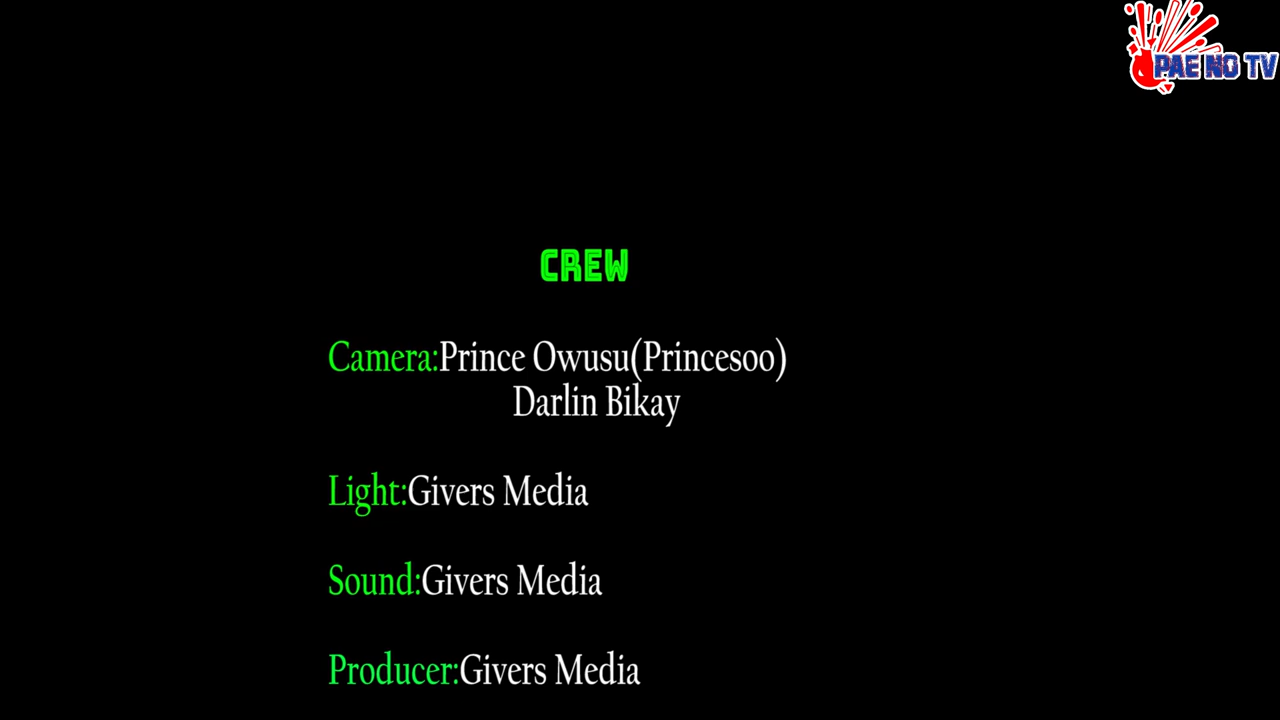 PAE NO TV
CREW
Camera:Prince Owusu(Princesoo)
Darlin Bikay
Light:Givers Media
Sound:Givers Media
Producer:Givers Media